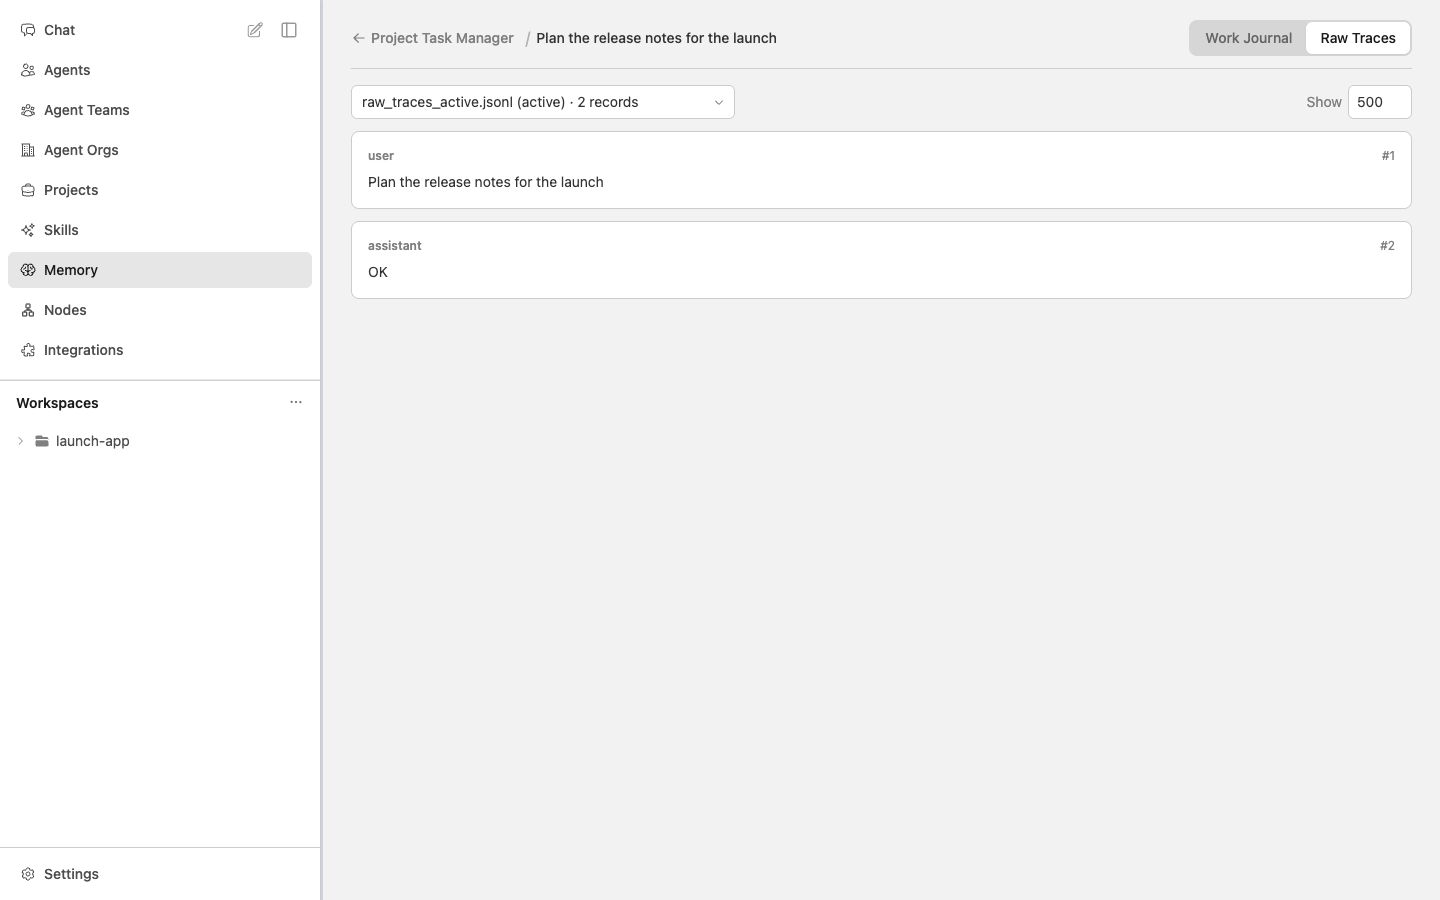 Chat
Agents
Agent Teams
Agent Orgs
Projects
Skills
Memory
Nodes
Integrations
Workspaces
launch-app
Settings
Project Task Manager / Plan the release notes for the launch
Work Journal
Raw Traces
raw_traces_active.jsonl (active) · 2 records
Show 500
user #1
Plan the release notes for the launch
assistant #2
OK